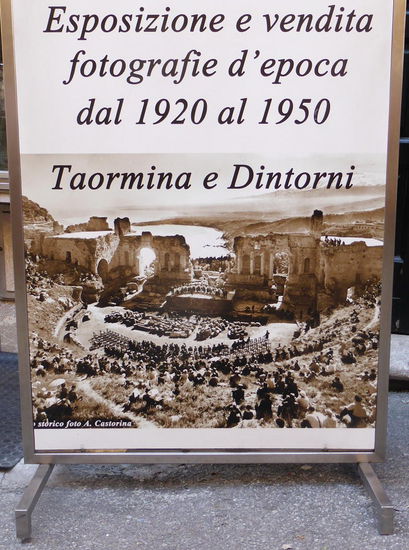 Esposizione e vendita
fotografie d'epoca
dal 1920 al 1950
Taormina e Dintorni
storico foto A. Castorina